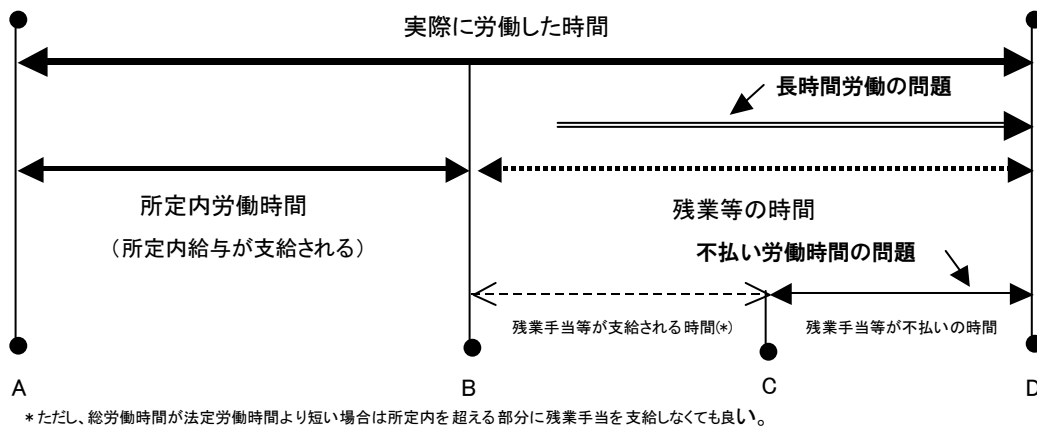 実際に労働した時間
長時間労働の問題
所定内労働時間
残業等の時間
（所定内給与が支給される）
不払い労働時間の問題
残業手当等が支給される時間(*)
残業手当等が不払いの時間
A
B
C
D
*ただし、総労働時間が法定労働時間より短い場合は所定内を超える部分に残業手当を支給しなくても良い。